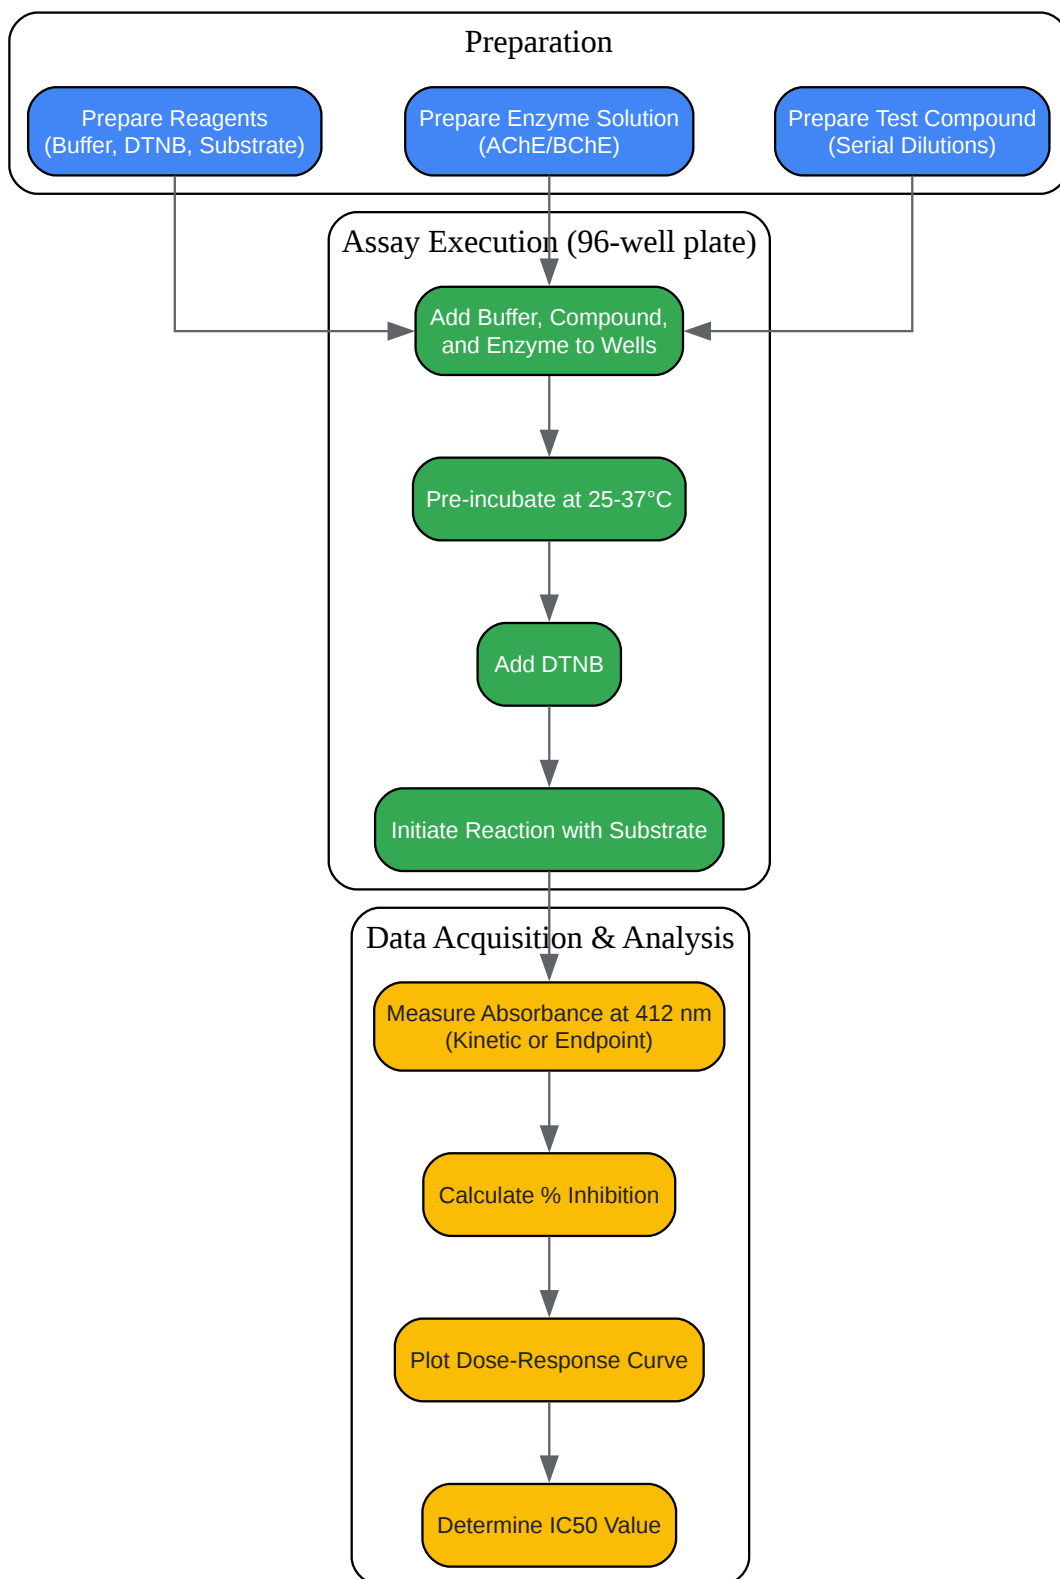 Preparation
Prepare Reagents
(Buffer, DTNB, Substrate)
Prepare Enzyme Solution
(AChE/BChE)
Prepare Test Compound
(Serial Dilutions)
Assay Execution (96-well plate)
Add Buffer, Compound,
and Enzyme to Wells
Pre-incubate at 25-37°C
Add DTNB
Initiate Reaction with Substrate
Data Acquisition & Analysis
Measure Absorbance at 412 nm
(Kinetic or Endpoint)
Calculate % Inhibition
Plot Dose-Response Curve
Determine IC50 Value